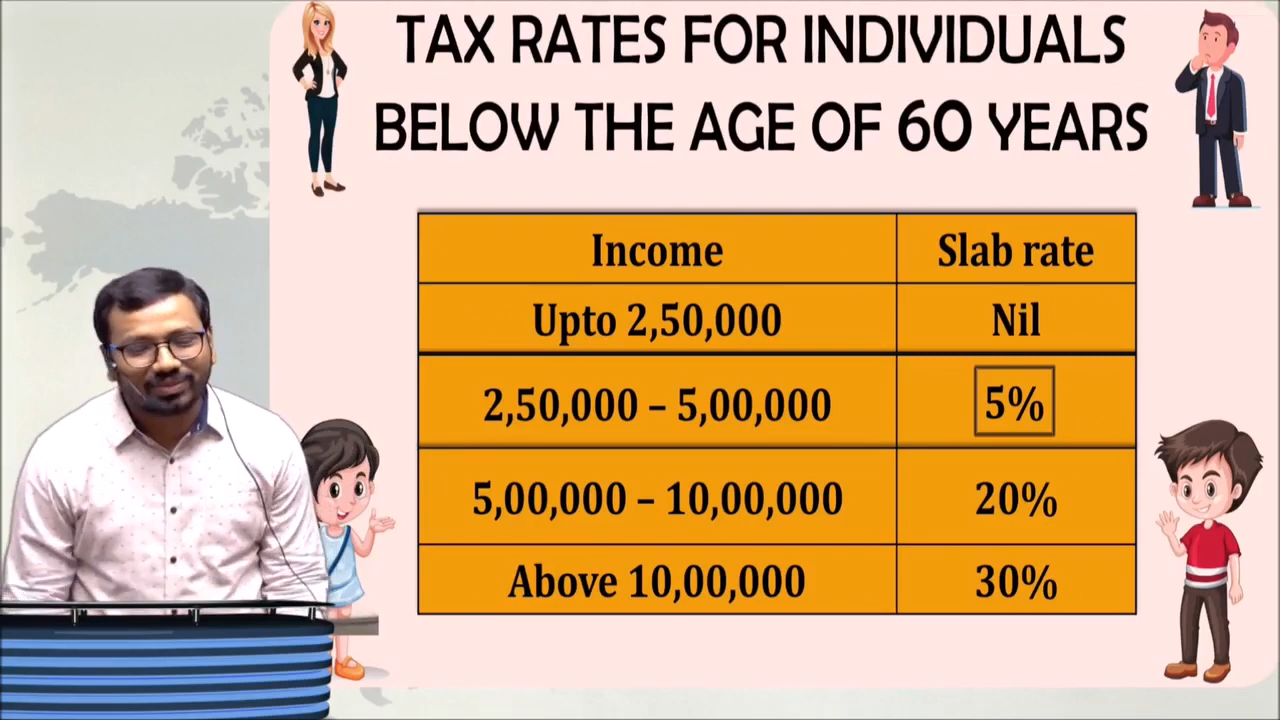 TAX RATES FOR INDIVIDUALS
BELOW THE AGE OF 60 YEARS
Income Slab rate
Upto 2,50,000 Nil
2,50,000 – 5,00,000 5%
5,00,000 – 10,00,000 20%
Above 10,00,000 30%